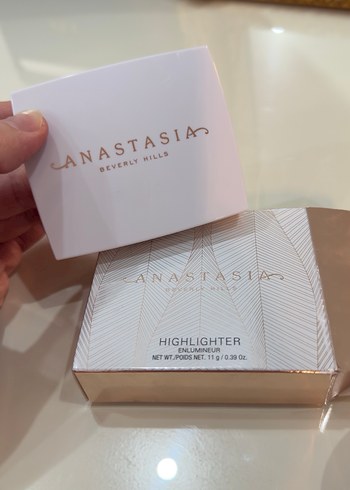 ANASTASIA
BEVERLY HILLS
ANASTASIA
BEVERLY HILLS
HIGHLIGHTER
ENLUMINEUR
NET WT./POIDS NET. 11 g / 0.39 Oz.